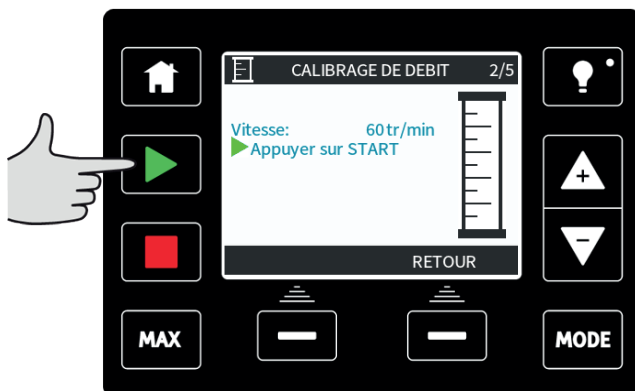 CALIBRAGE DE DEBIT 2/5
Vitesse: 60 tr/min
Appuyer sur START
RETOUR
MAX
MODE